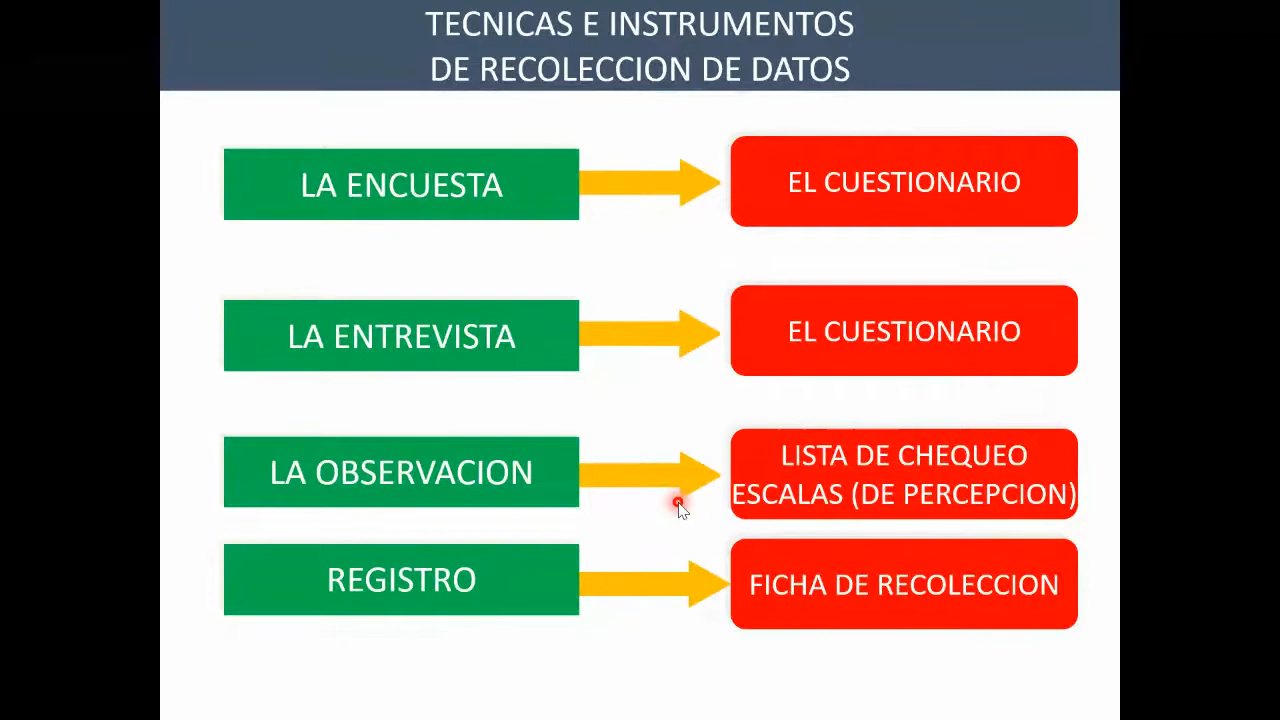 TECNICAS E INSTRUMENTOS
DE RECOLECCION DE DATOS
LA ENCUESTA
EL CUESTIONARIO
LA ENTREVISTA
EL CUESTIONARIO
LA OBSERVACION
LISTA DE CHEQUEO
ESCALAS (DE PERCEPCION)
REGISTRO
FICHA DE RECOLECCION